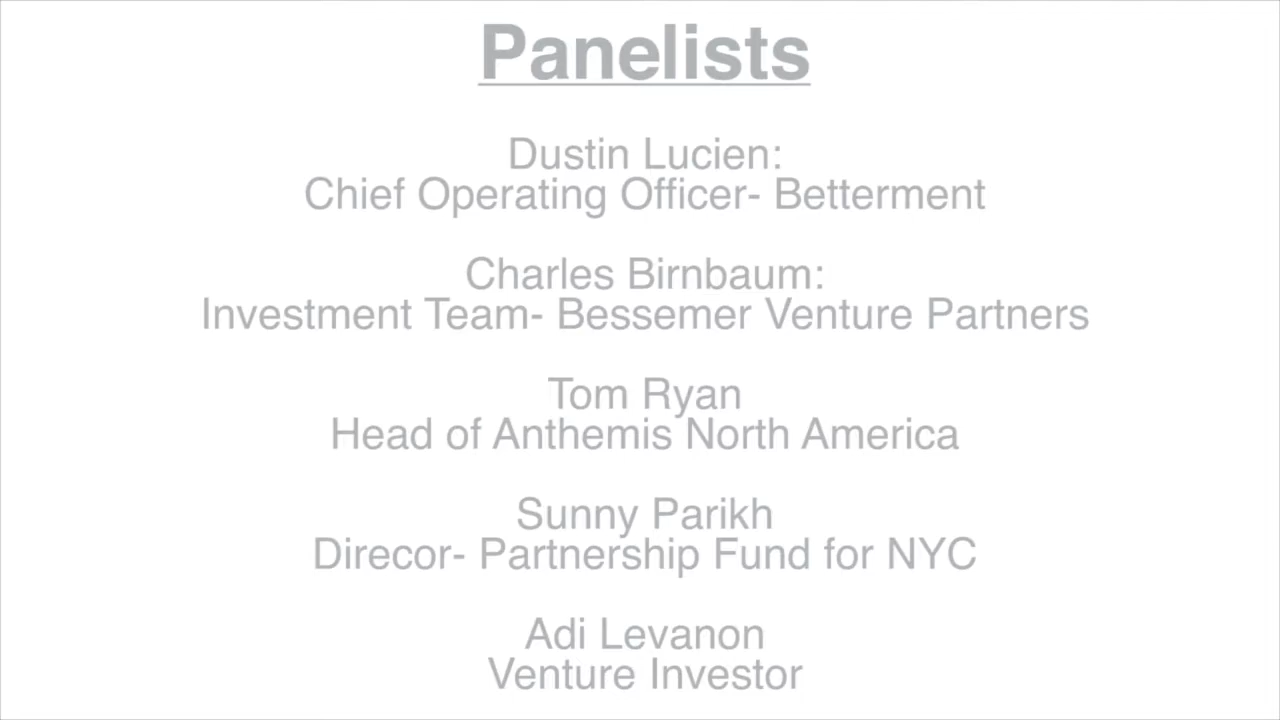 Panelists
Dustin Lucien:
Chief Operating Officer- Betterment
Charles Birnbaum:
Investment Team- Bessemer Venture Partners
Tom Ryan
Head of Anthemis North America
Sunny Parikh
Direcor- Partnership Fund for NYC
Adi Levanon
Venture Investor